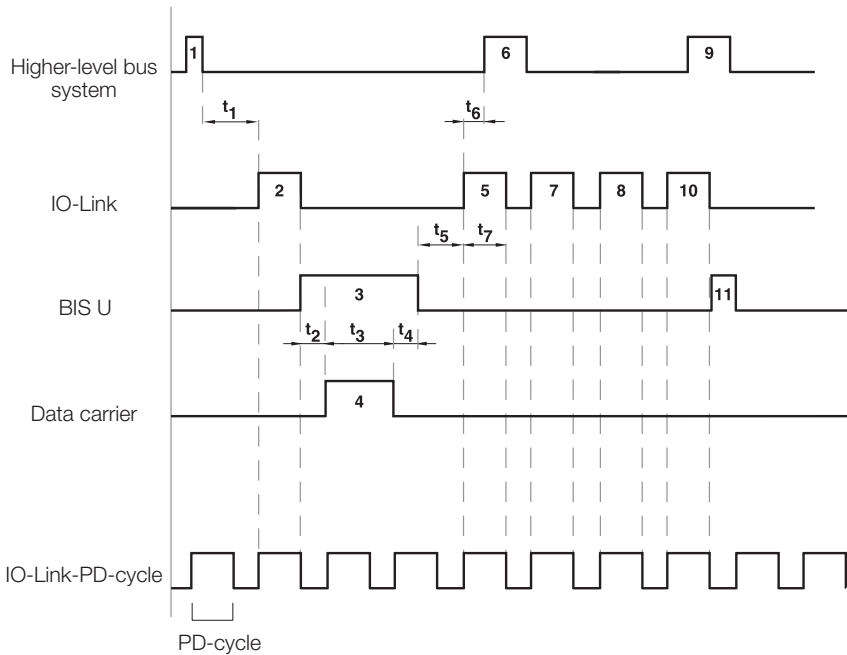 1
6
9
Higher-level bus
system
t1
t6
2
5
7
8
10
IO-Link
t5
t7
3
11
BIS U
t2
t3
t4
4
Data carrier
IO-Link-PD-cycle
PD-cycle